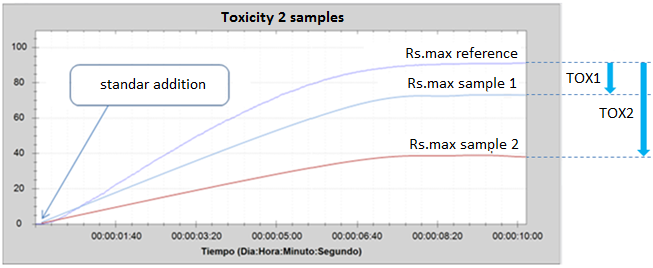 Toxicity 2 samples
100
80
60
40
20
0
standar addition
Rs.max reference
Rs.max sample 1
Rs.max sample 2
TOX1
TOX2
00:00:01:40
00:00:03:20
00:00:05:00
00:00:06:40
00:00:08:20
00:00:10:00
Tiempo (Dia:Hora:Minuto:Segundo)